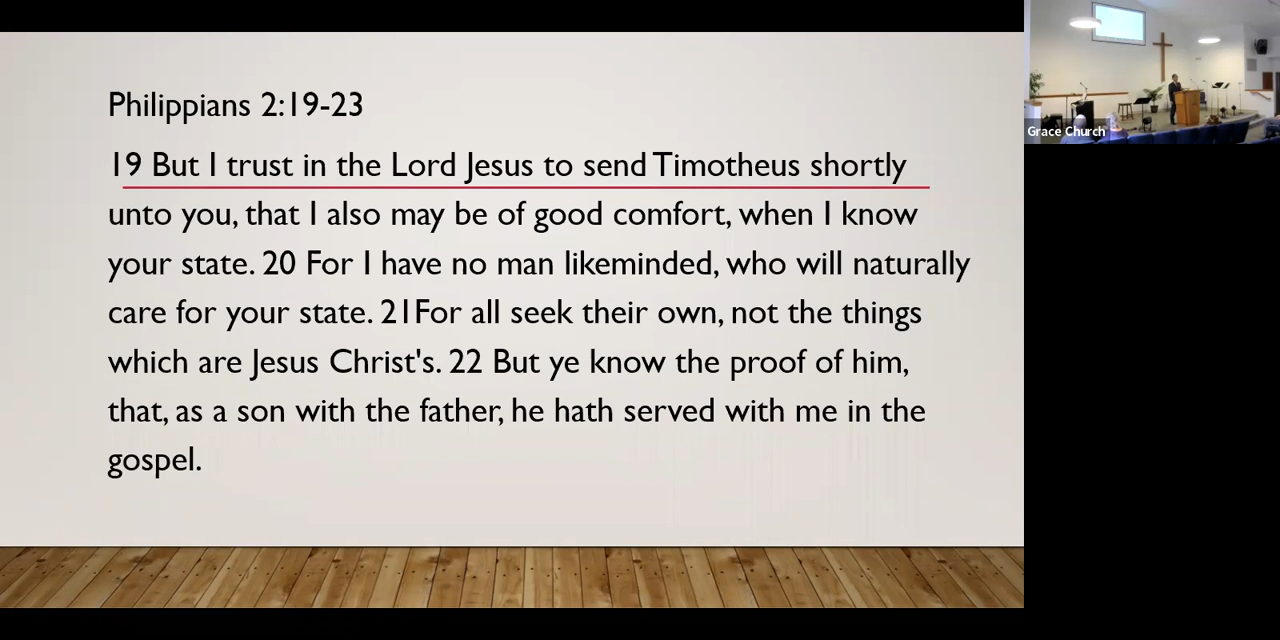 Philippians 2:19-23
19 But I trust in the Lord Jesus to send Timotheus shortly
unto you, that I also may be of good comfort, when I know
your state. 20 For I have no man likeminded, who will naturally
care for your state. 21For all seek their own, not the things
which are Jesus Christ's. 22 But ye know the proof of him,
that, as a son with the father, he hath served with me in the
gospel.
Grace Church